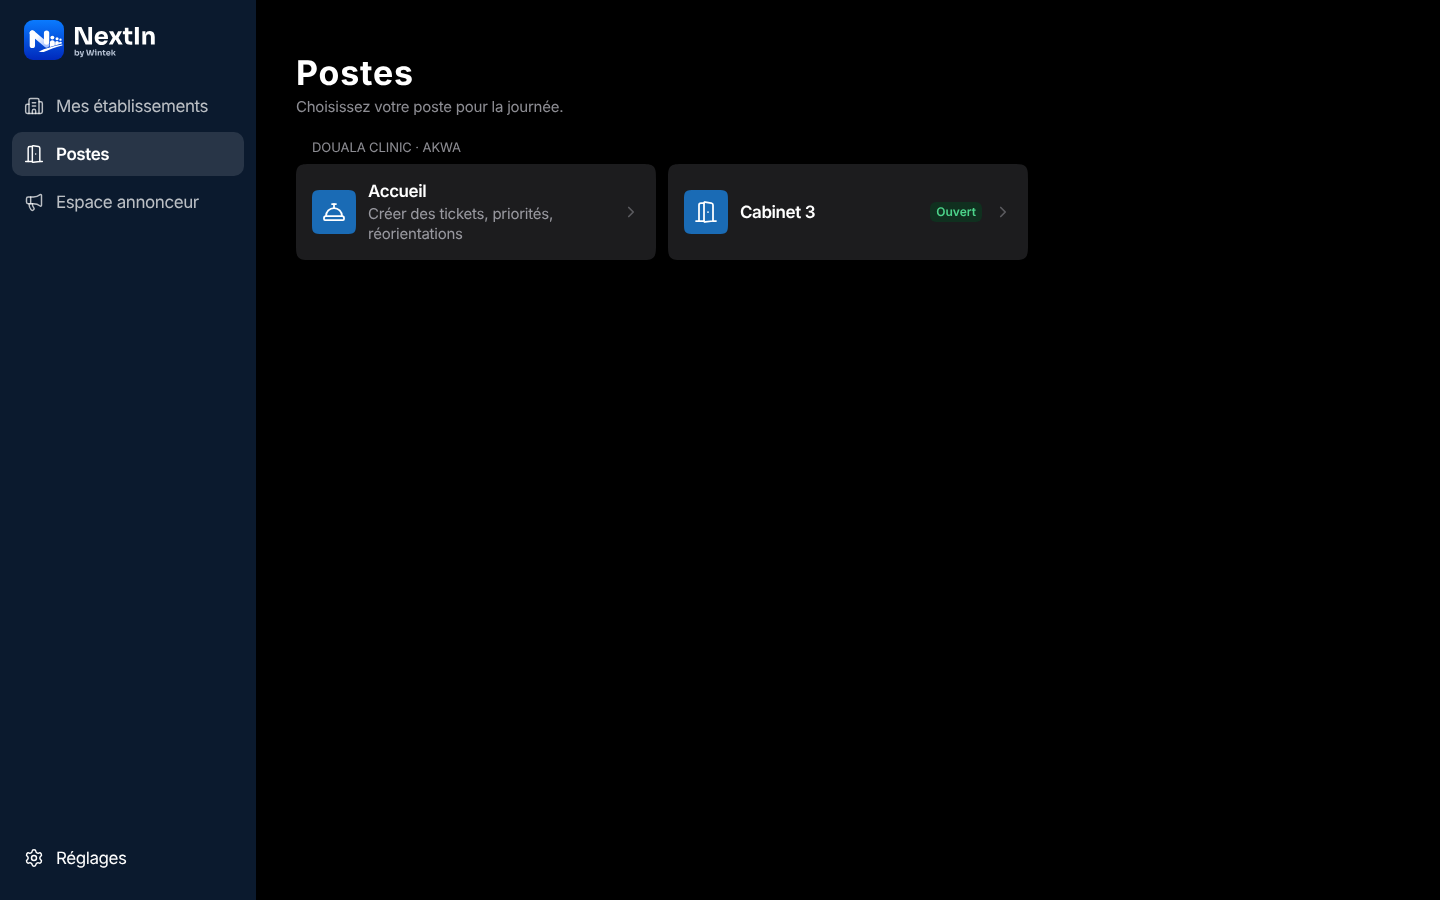 NextIn
by Wintek
Mes établissements
Postes
Espace annonceur
Réglages
Postes
Choisissez votre poste pour la journée.
DOUALA CLINIC · AKWA
Accueil
Créer des tickets, priorités,
réorientations
Cabinet 3
Ouvert